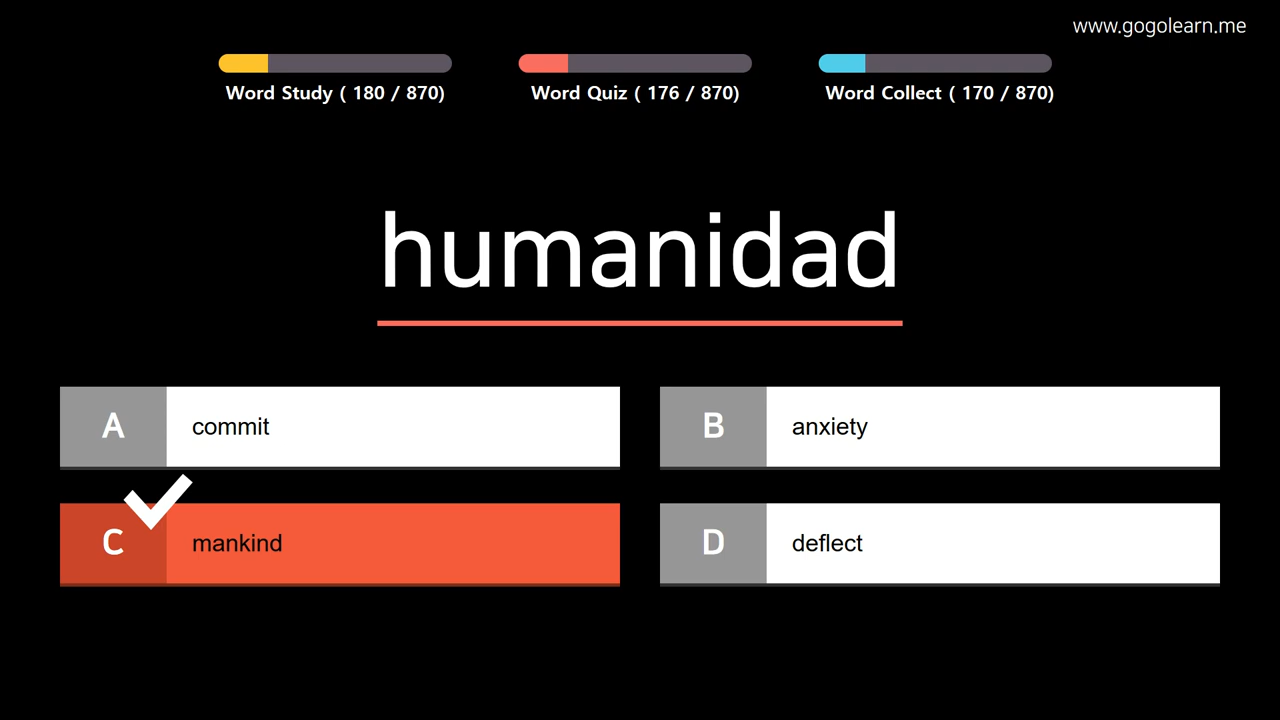 www.gogolearn.me
Word Study ( 180 / 870)
Word Quiz ( 176 / 870)
Word Collect ( 170 / 870)
humanidad
A commit
B anxiety
C mankind
D deflect